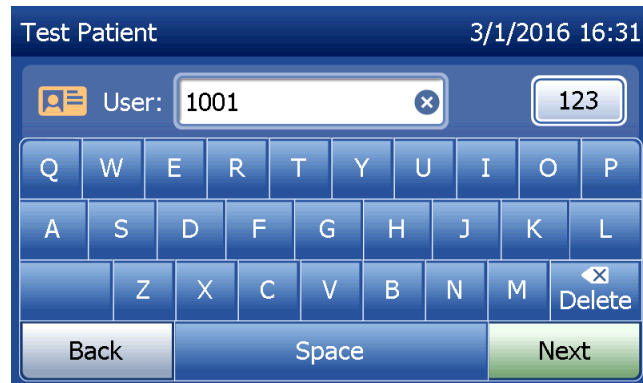 Test Patient 3/1/2016 16:31
User: 1001 123
Q W E R T Y U I O P
A S D F G H J K L
Z X C V B N M Delete
Back Space Next